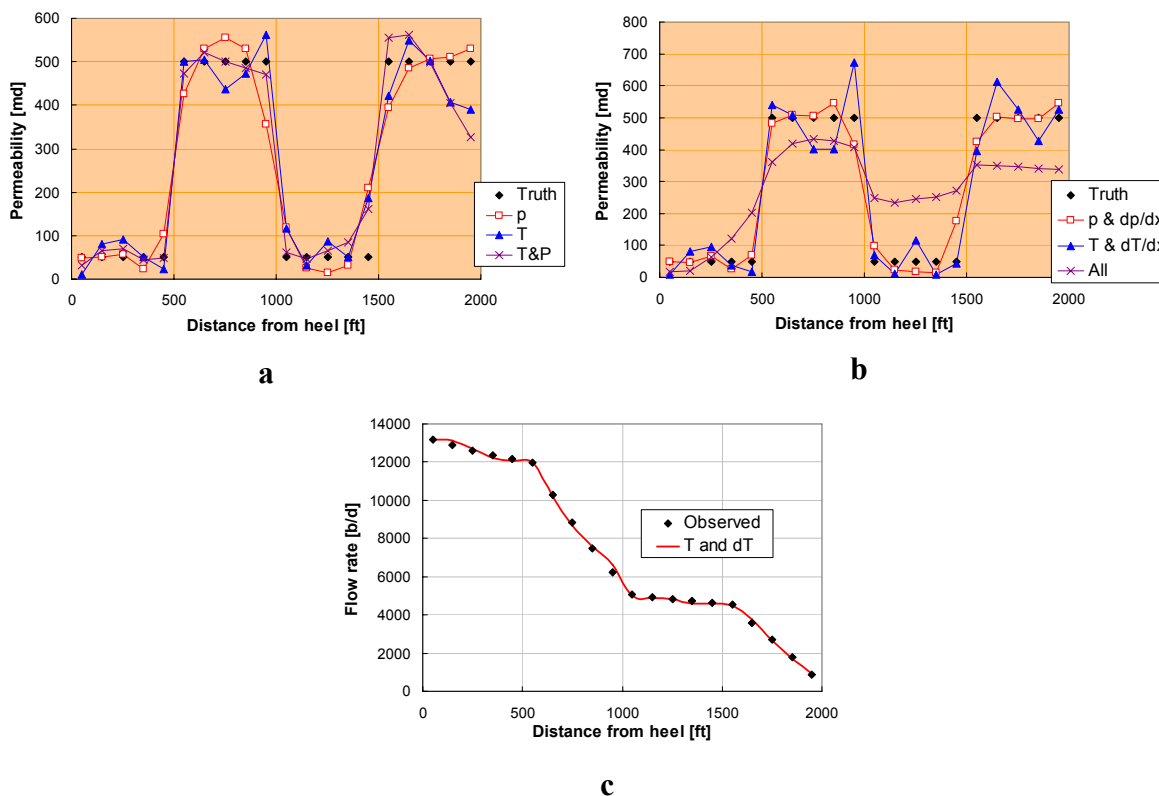 600
500
400
300
200
100
0
Permeability [md]
0
500
1000
1500
2000
Distance from heel [ft]
Truth
p
T
T&P
a
800
700
600
500
400
300
200
100
0
Permeability [md]
0
500
1000
1500
2000
Distance from heel [ft]
Truth
p & dp/dx
T & dT/dx
All
b
14000
12000
10000
8000
6000
4000
2000
0
Flow rate [b/d]
0
500
1000
1500
2000
Distance from heel [ft]
Observed
T and dT
c